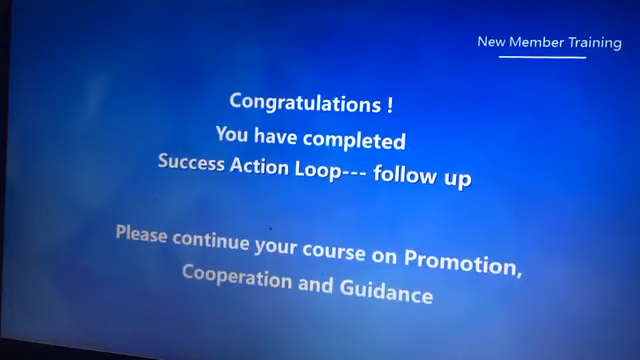 New Member Training
Congratulations !
You have completed
Success Action Loop--- follow up
Please continue your course on Promotion,
Cooperation and Guidance